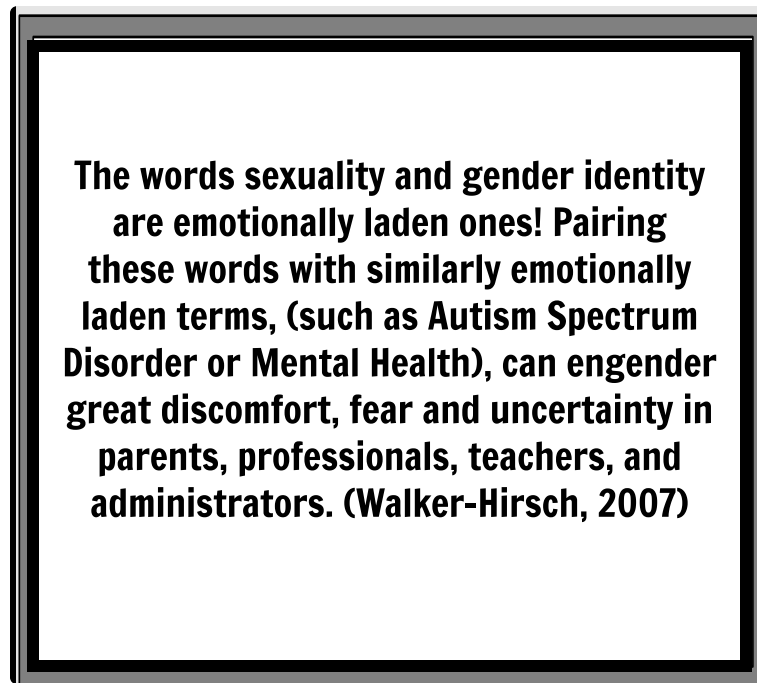 The words sexuality and gender identity
are emotionally laden ones! Pairing
these words with similarly emotionally
laden terms, (such as Autism Spectrum
Disorder or Mental Health), can engender
great discomfort, fear and uncertainty in
parents, professionals, teachers, and
administrators. (Walker-Hirsch, 2007)